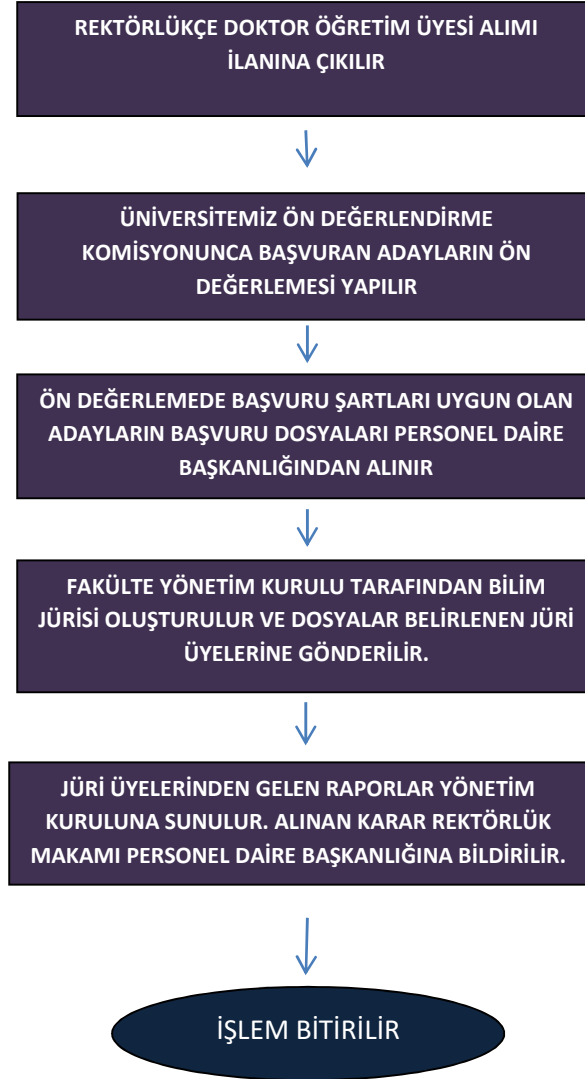 REKTÖRLÜKÇE DOKTOR ÖĞRETİM ÜYESİ ALIMI
İLANINA ÇIKILIR
ÜNİVERSİTEMİZ ÖN DEĞERLENDİRME
KOMİSYONUNCA BAŞVURAN ADAYLARIN ÖN
DEĞERLEMESİ YAPILIR
ÖN DEĞERLEMEDE BAŞVURU ŞARTLARI UYGUN OLAN
ADAYLARIN BAŞVURU DOSYALARI PERSONEL DAİRE
BAŞKANLIĞINDAN ALINIR
FAKÜLTE YÖNETİM KURULU TARAFINDAN BİLİM
JÜRİSİ OLUŞTURULUR VE DOSYALAR BELİRLENEN JÜRİ
ÜYELERİNE GÖNDERİLİR.
JÜRİ ÜYELERİNDEN GELEN RAPORLAR YÖNETİM
KURULUNA SUNULUR. ALINAN KARAR REKTÖRLÜK
MAKAMI PERSONEL DAİRE BAŞKANLIĞINA BİLDİRİLİR.
İŞLEM BİTİRİLİR